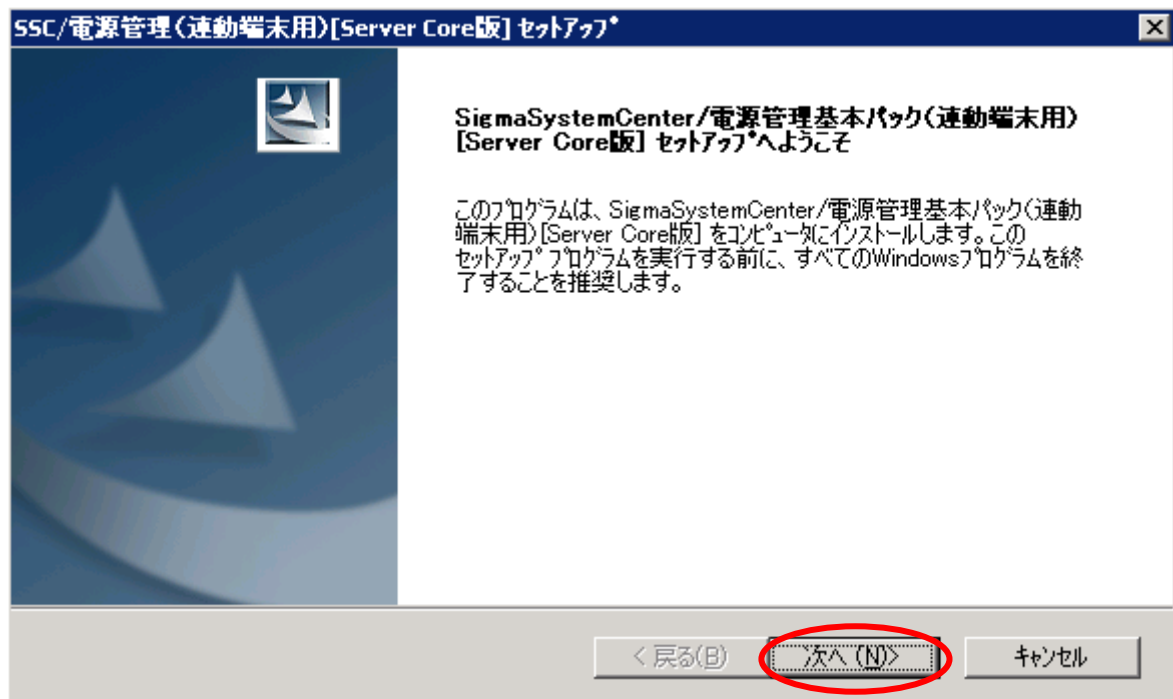 SSC/電源管理(連動端末用)[Server Core版] ｾｯﾄｱｯﾌﾟ
SigmaSystemCenter/電源管理基本パック(連動端末用)
[Server Core版] ｾｯﾄｱｯﾌﾟへようこそ
このﾌﾟﾛｸﾞﾗﾑは、SigmaSystemCenter/電源管理基本パック(連動
端末用)[Server Core版] をｺﾝﾋﾟｭｰﾀにｲﾝｽﾄｰﾙします。この
ｾｯﾄｱｯﾌﾟ ﾌﾟﾛｸﾞﾗﾑを実行する前に、すべてのWindowsﾌﾟﾛｸﾞﾗﾑを終
了することを推奨します。
< 戻る(B) 次へ (N)> ｷｬﾝｾﾙ